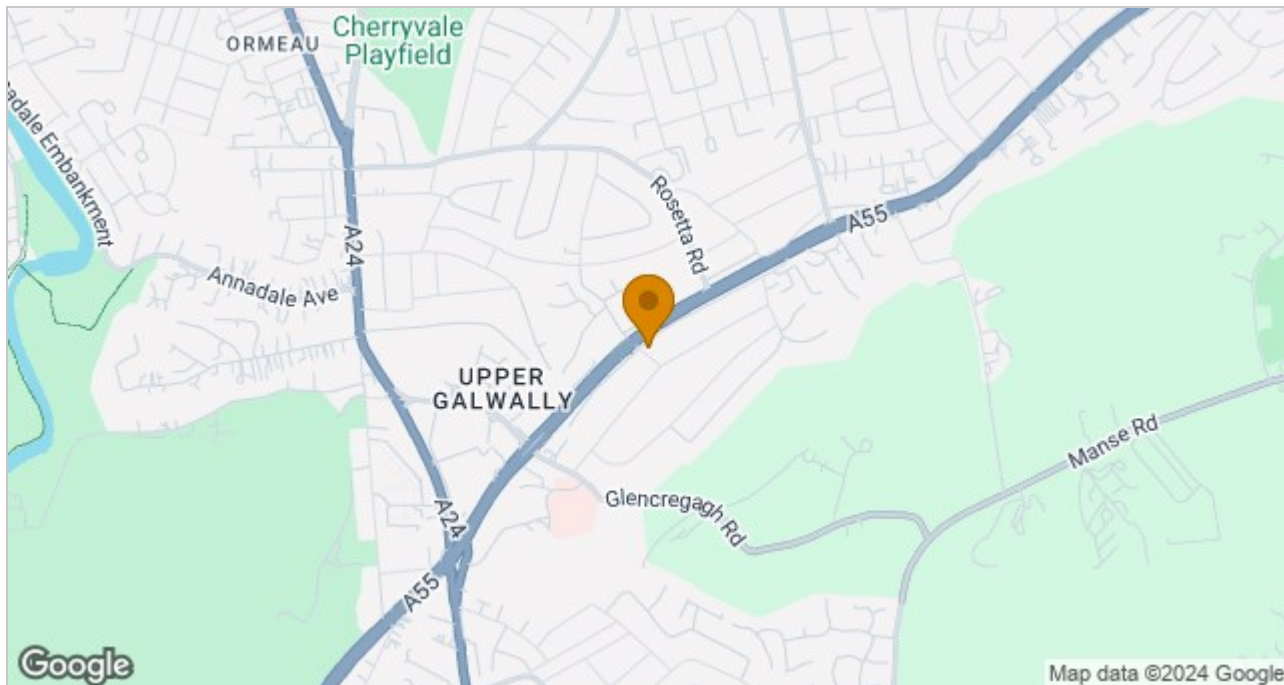 Cherryvale
Playfield
ORMEAU
Embankment
A24
Rosetta Rd
A55
Annadale Ave
UPPER
GALWALLY
Manse Rd
Glencregagh Rd
A24
A55
Google
Map data ©2024 Google